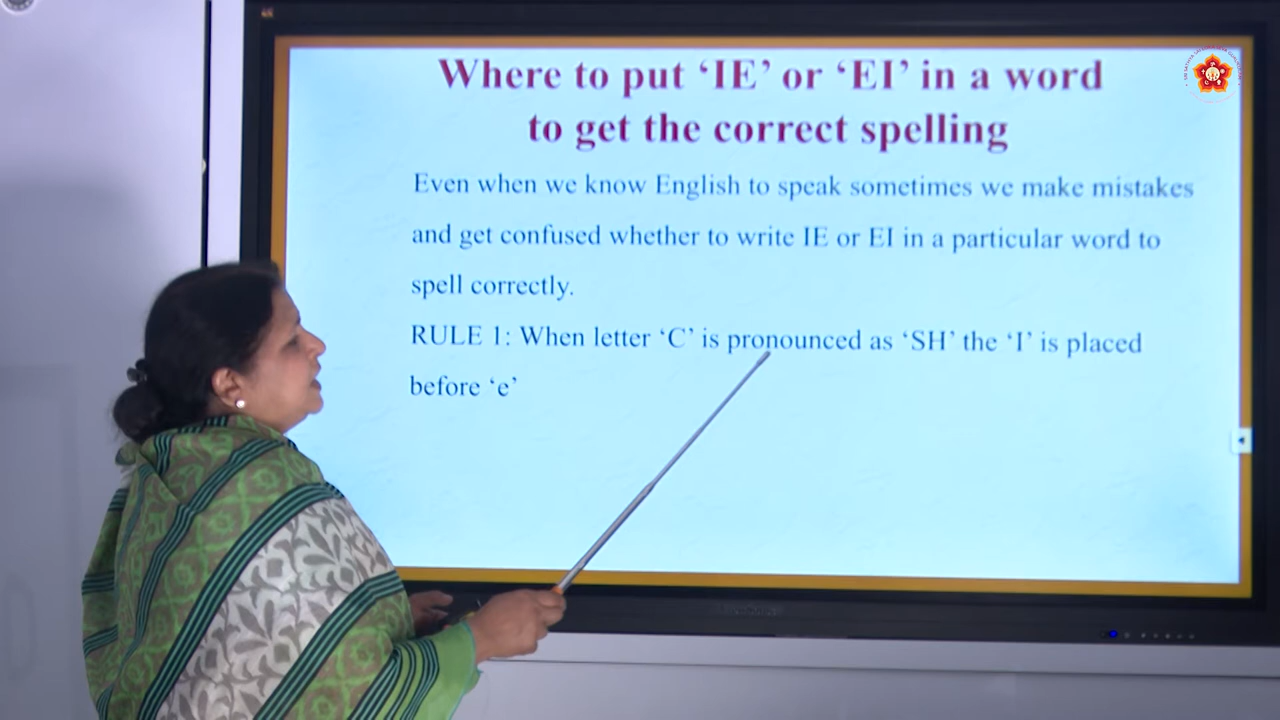 Where to put ‘IE’ or ‘EI’ in a word
to get the correct spelling
Even when we know English to speak sometimes we make mistakes
and get confused whether to write IE or EI in a particular word to
spell correctly.
RULE 1: When letter ‘C’ is pronounced as ‘SH’ the ‘I’ is placed
before ‘e’